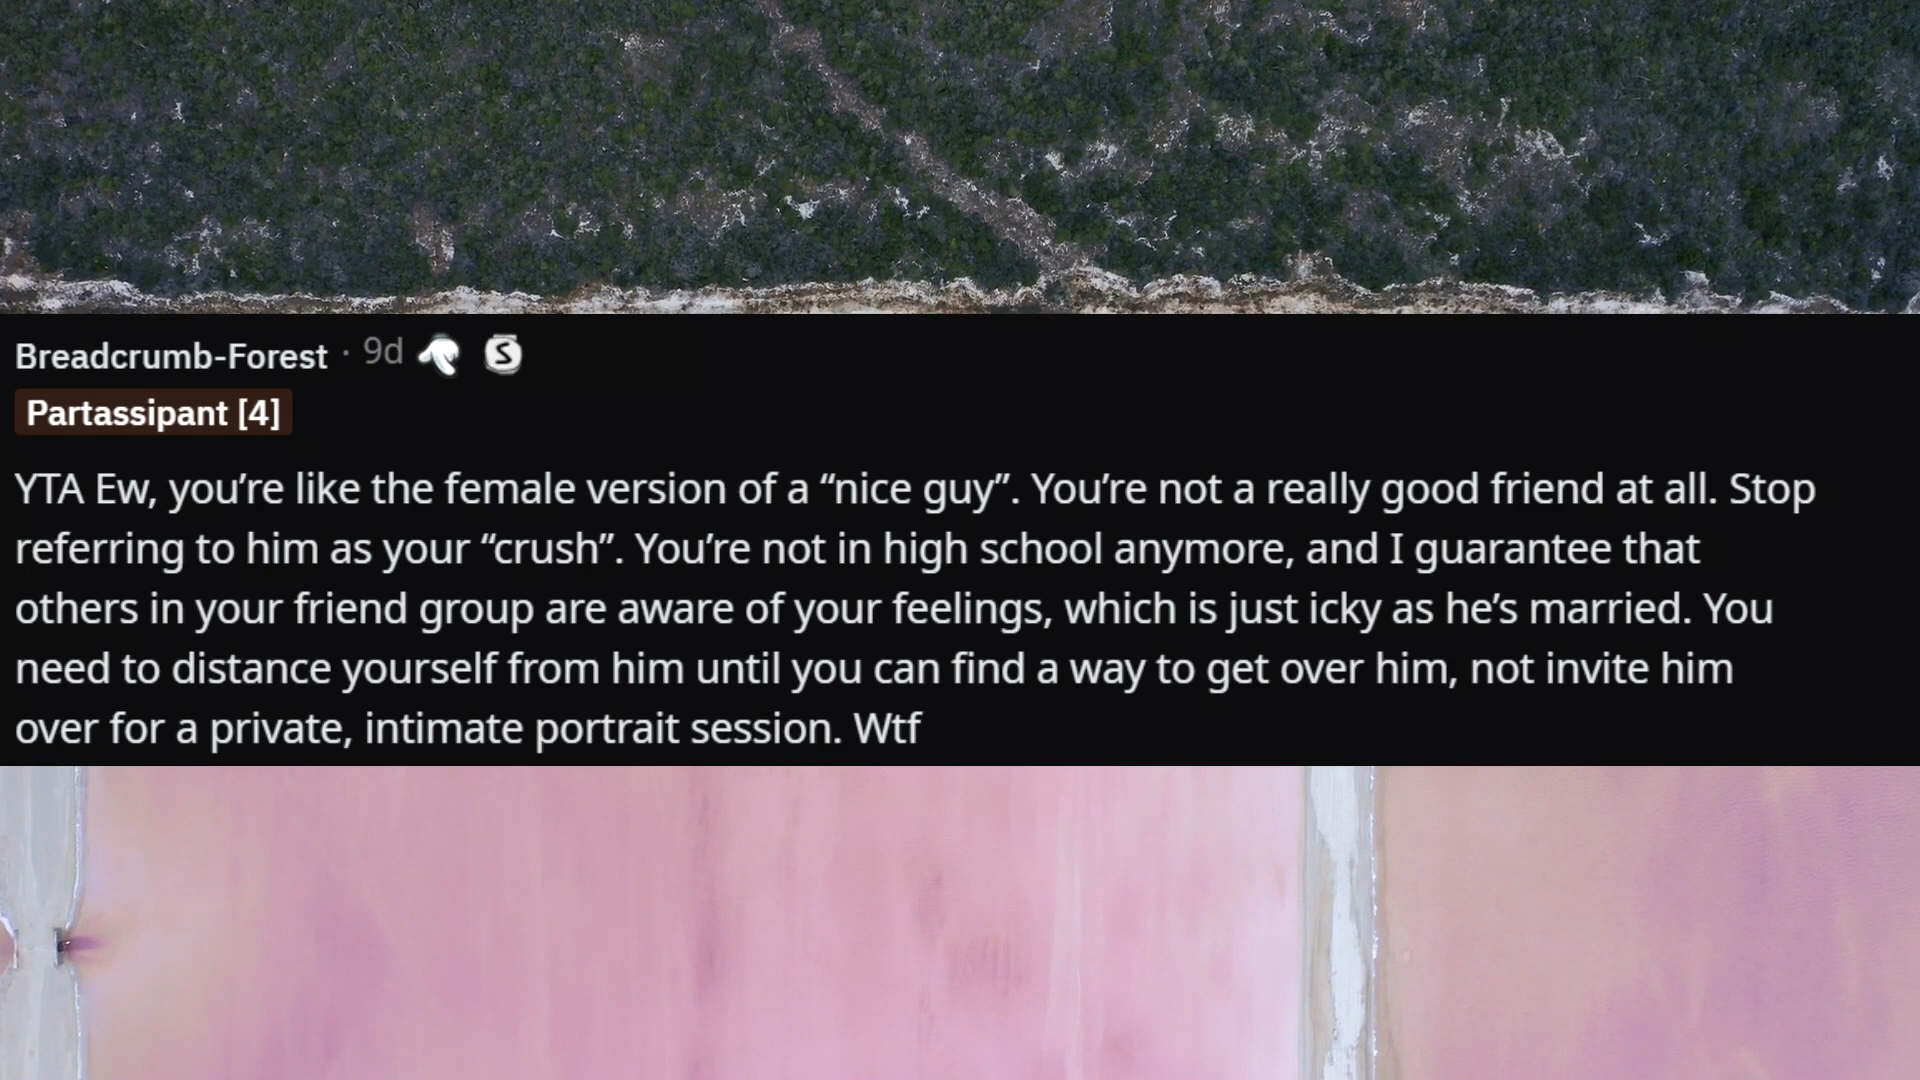 Breadcrumb-Forest · 9d
Partassipant [4]
YTA Ew, you’re like the female version of a “nice guy”. You’re not a really good friend at all. Stop
referring to him as your “crush”. You’re not in high school anymore, and I guarantee that
others in your friend group are aware of your feelings, which is just icky as he’s married. You
need to distance yourself from him until you can find a way to get over him, not invite him
over for a private, intimate portrait session. Wtf